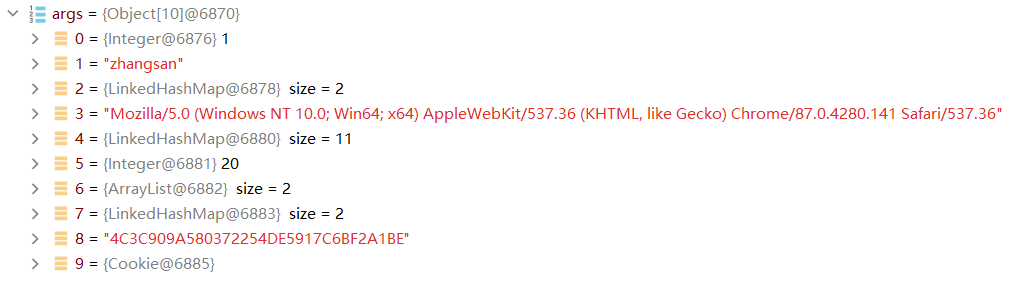 args = {Object[10]@6870}
0 = {Integer@6876} 1
1 = "zhangsan"
2 = {LinkedHashMap@6878} size = 2
3 = "Mozilla/5.0 (Windows NT 10.0; Win64; x64) AppleWebKit/537.36 (KHTML, like Gecko) Chrome/87.0.4280.141 Safari/537.36"
4 = {LinkedHashMap@6880} size = 11
5 = {Integer@6881} 20
6 = {ArrayList@6882} size = 2
7 = {LinkedHashMap@6883} size = 2
8 = "4C3C909A580372254DE5917C6BF2A1BE"
9 = {Cookie@6885}